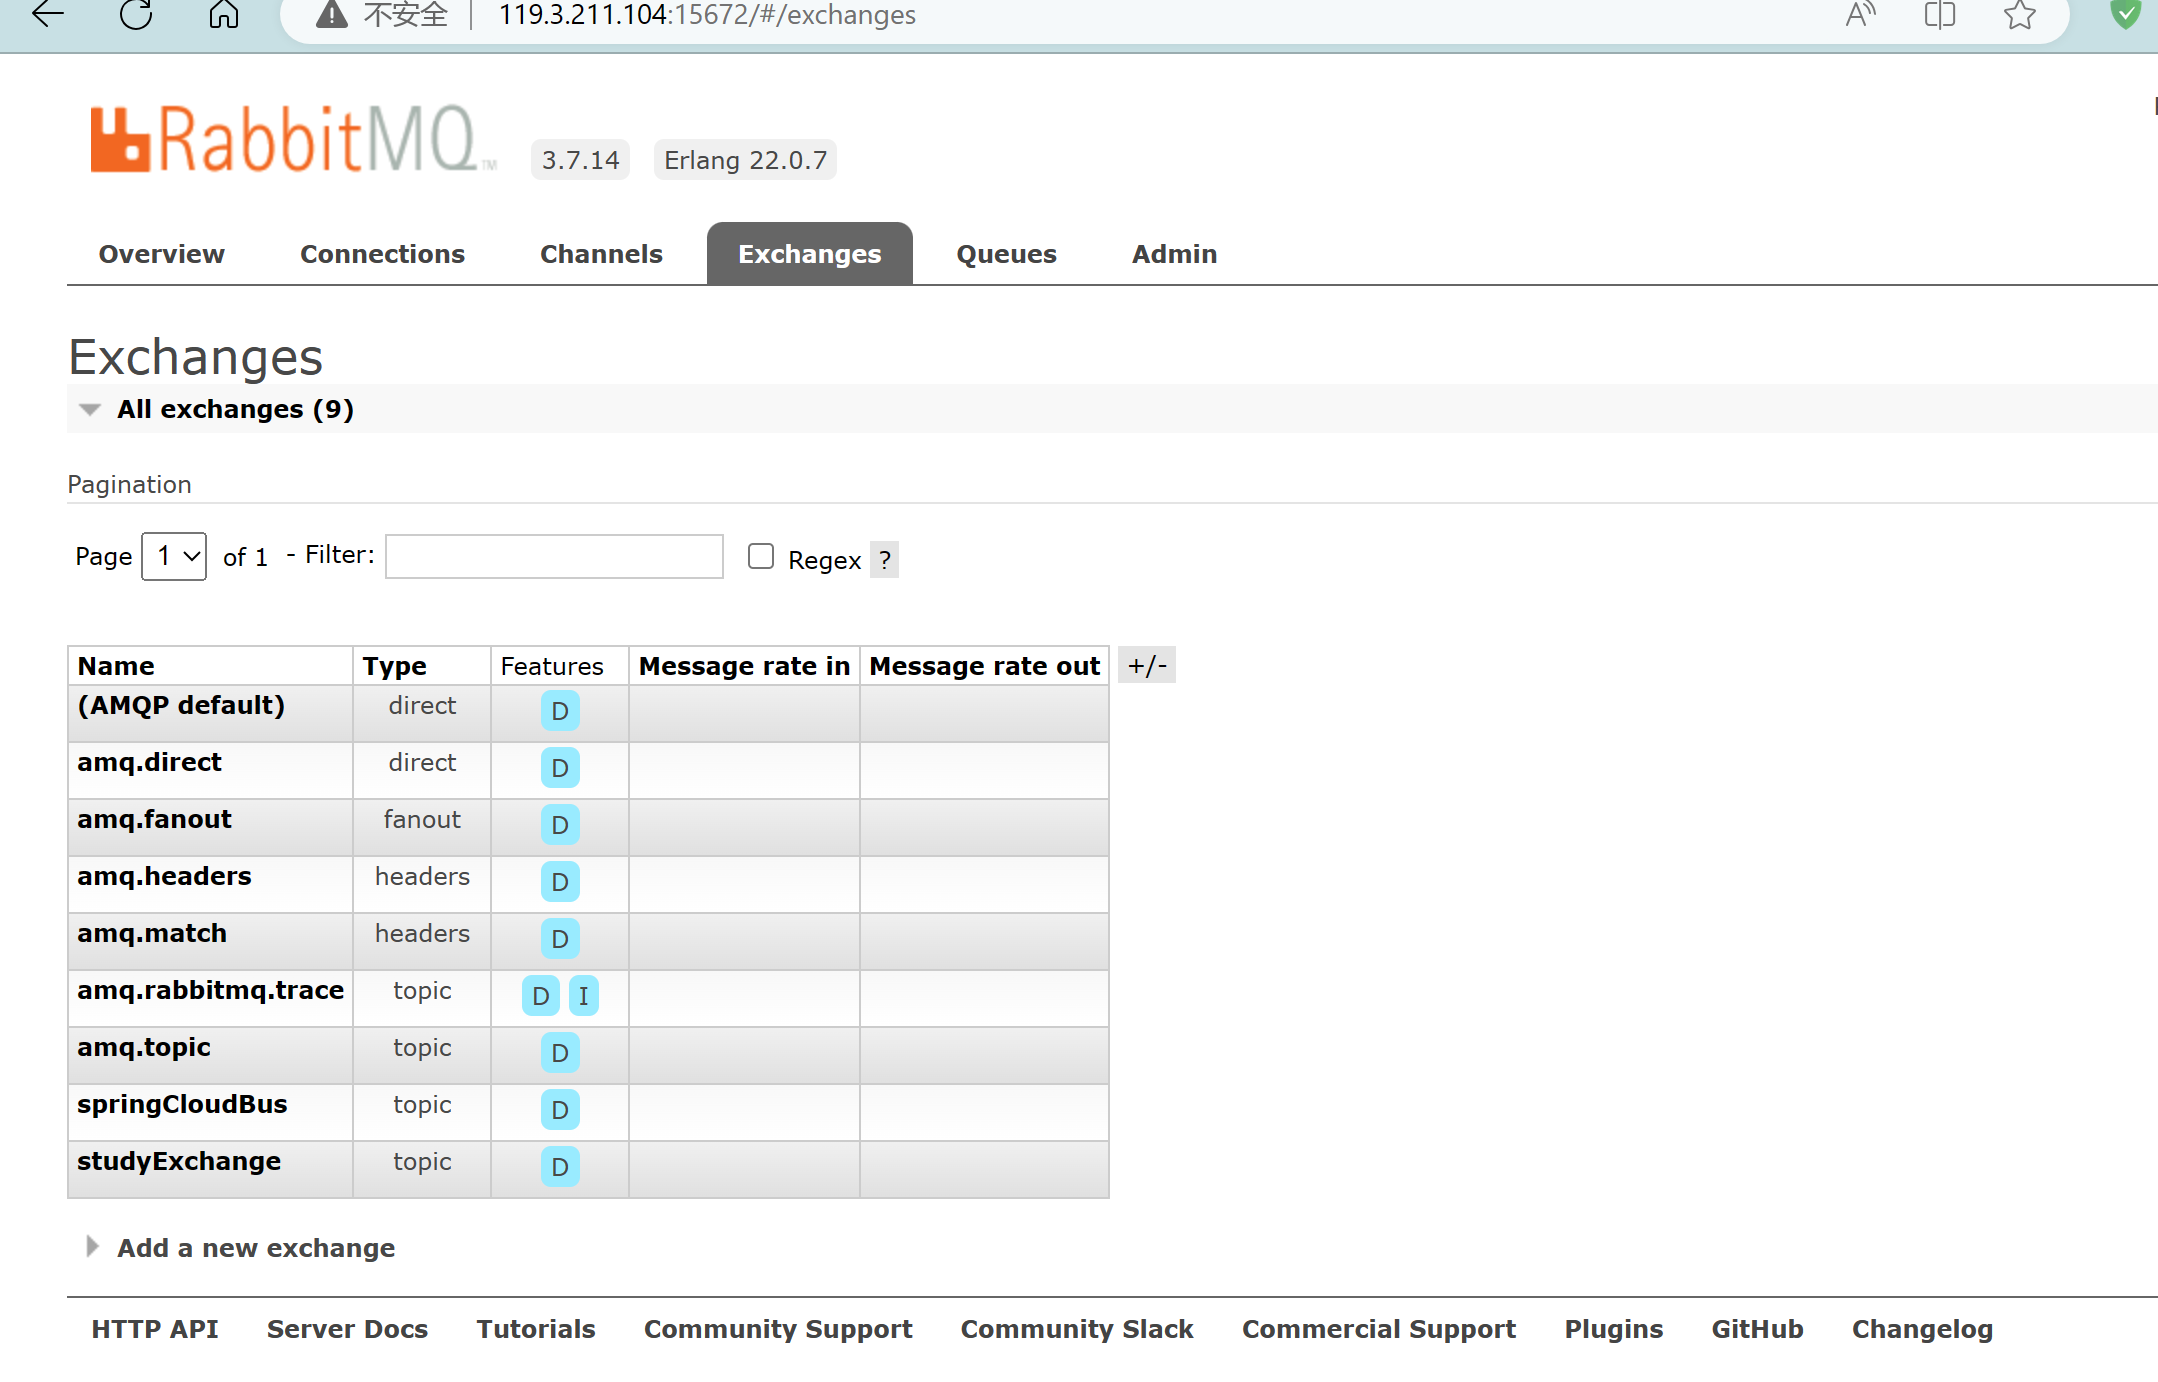 不安全 119.3.211.104:15672/#/exchanges
RabbitMQ TM 3.7.14 Erlang 22.0.7
Overview Connections Channels Exchanges Queues Admin
Exchanges
All exchanges (9)
Pagination
Page 1 of 1 - Filter: Regex ?
Name Type Features Message rate in Message rate out +/-
(AMQP default) direct D
amq.direct direct D
amq.fanout fanout D
amq.headers headers D
amq.match headers D
amq.rabbitmq.trace topic D I
amq.topic topic D
springCloudBus topic D
studyExchange topic D
Add a new exchange
HTTP API Server Docs Tutorials Community Support Community Slack Commercial Support Plugins GitHub Changelog